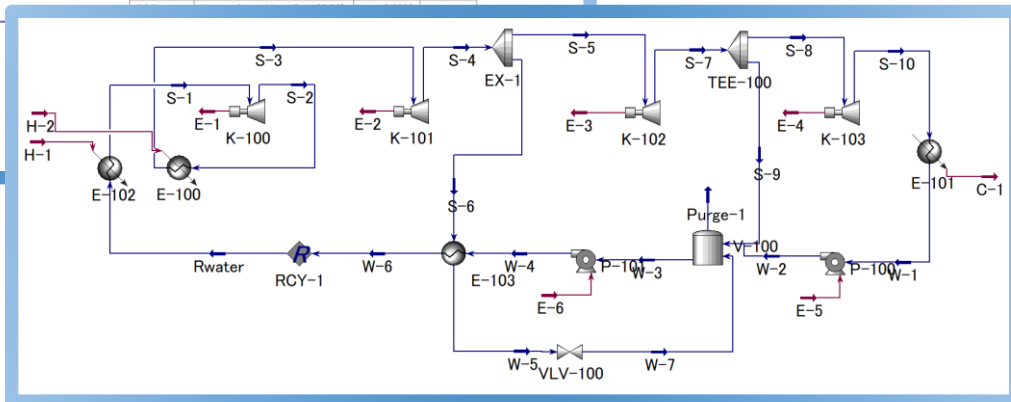 S-3
S-4
S-5
S-8
S-10
EX-1
S-7
TEE-100
S-1
S-2
E-1
K-100
E-2
K-101
E-3
K-102
E-4
K-103
H-2
H-1
E-102
E-100
S-6
S-9
E-101
C-1
Purge-1
V-100
Rwater
RCY-1
W-6
E-103
W-4
P-101
W-3
W-2
P-100
W-1
E-6
E-5
W-5
VLV-100
W-7
R